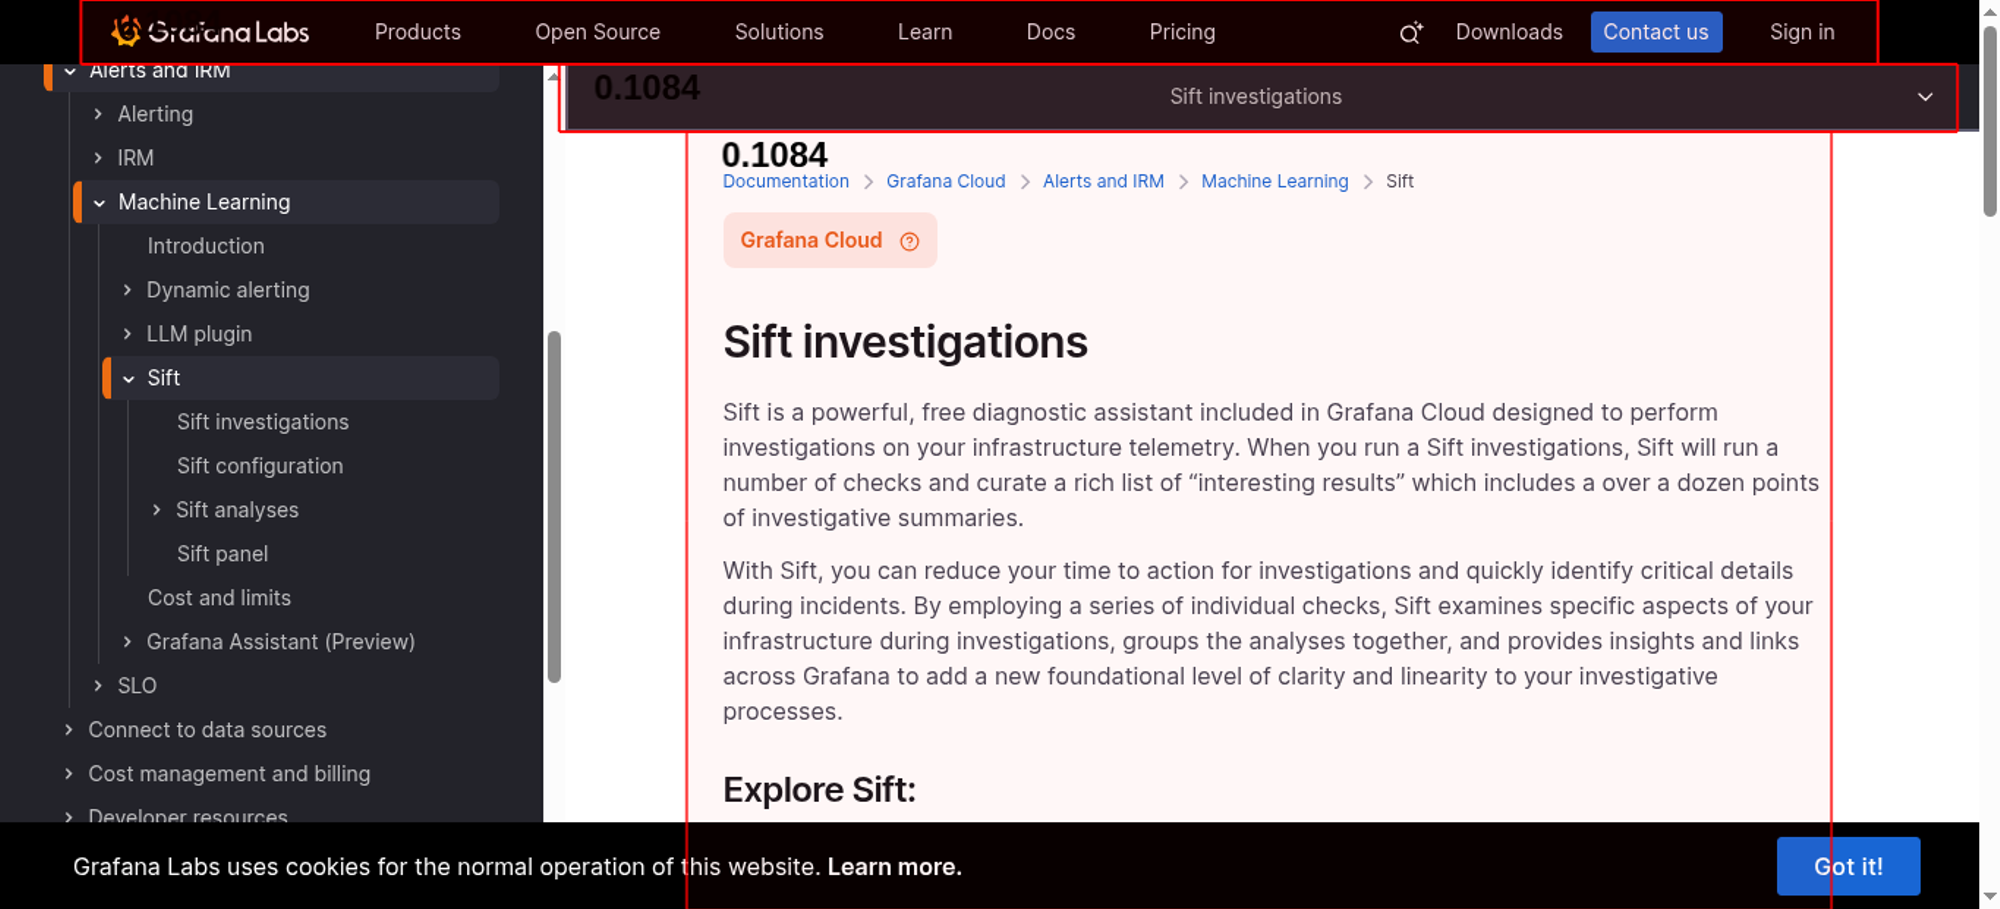 Grafana Labs
Products
Open Source
Solutions
Learn
Docs
Pricing
Downloads
Contact us
Sign in
Alerts and IRM
Alerting
IRM
Machine Learning
Introduction
Dynamic alerting
LLM plugin
Sift
Sift investigations
Sift configuration
Sift analyses
Sift panel
Cost and limits
Grafana Assistant (Preview)
SLO
Connect to data sources
Cost management and billing
Developer resources
0.1084
Sift investigations
0.1084
Documentation > Grafana Cloud > Alerts and IRM > Machine Learning > Sift
Grafana Cloud
Sift investigations
Sift is a powerful, free diagnostic assistant included in Grafana Cloud designed to perform
investigations on your infrastructure telemetry. When you run a Sift investigations, Sift will run a
number of checks and curate a rich list of “interesting results” which includes a over a dozen points
of investigative summaries.
With Sift, you can reduce your time to action for investigations and quickly identify critical details
during incidents. By employing a series of individual checks, Sift examines specific aspects of your
infrastructure during investigations, groups the analyses together, and provides insights and links
across Grafana to add a new foundational level of clarity and linearity to your investigative
processes.
Explore Sift:
Grafana Labs uses cookies for the normal operation of this website. Learn more.
Got it!